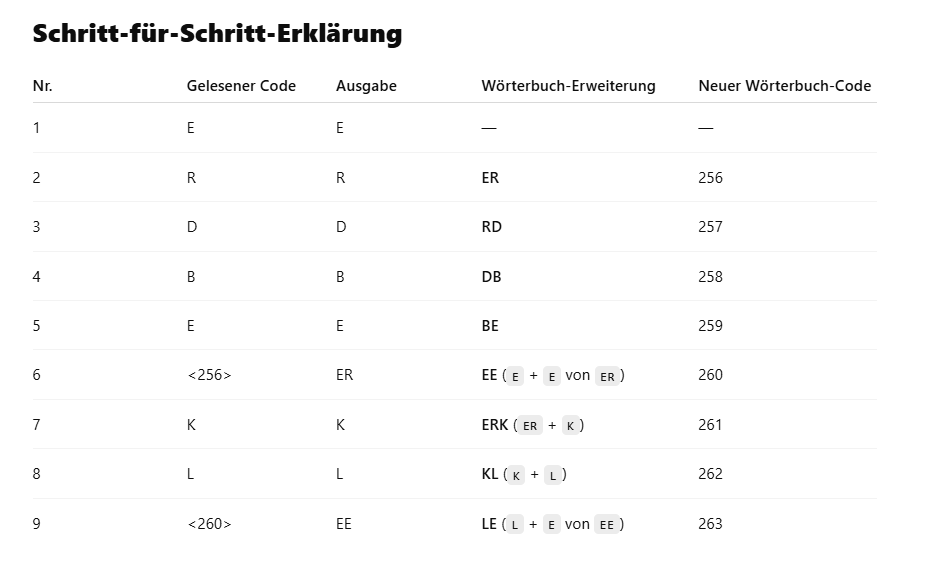 Schritt-für-Schritt-Erklärung
Nr. Gelesener Code Ausgabe Wörterbuch-Erweiterung Neuer Wörterbuch-Code
1 E E — —
2 R R ER 256
3 D D RD 257
4 B B DB 258
5 E E BE 259
6 <256> ER EE ( E + E von ER ) 260
7 K K ERK ( ER + K ) 261
8 L L KL ( K + L ) 262
9 <260> EE LE ( L + E von EE ) 263